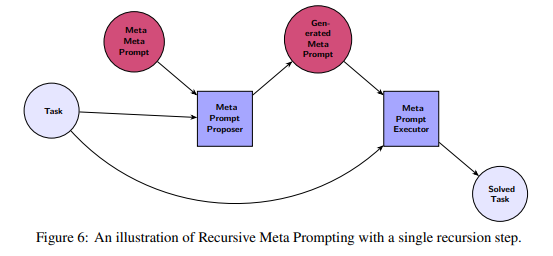 Meta
Meta
Prompt
Gen-
erated
Meta
Prompt
Task
Meta
Prompt
Proposer
Meta
Prompt
Executor
Solved
Task
Figure 6: An illustration of Recursive Meta Prompting with a single recursion step.